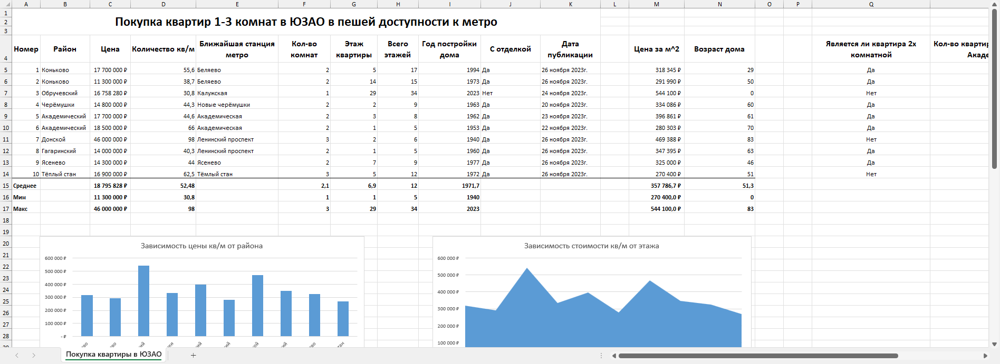 A B C D E F G H I J K L M N O P Q
1
2 Покупка квартир 1-3 комнат в ЮЗАО в пешей доступности к метро
3
4 Номер Район Цена Количество кв/м Ближайшая станция метро Кол-во комнат Этаж квартиры Всего этажей Год постройки дома С отделкой Дата публикации Цена за м^2 Возраст дома Является ли квартира 2х комнатной Кол-во квартир
5 1 Коньково 17 700 000 ₽ 55,6 Беляево 2 5 17 1994 Да 26 ноября 2023г. 318 345 ₽ 29 Да
6 2 Коньково 11 300 000 ₽ 38,7 Беляево 2 14 15 1973 Да 26 ноября 2023г. 291 990 ₽ 50 Да
7 3 Обручевский 16 758 280 ₽ 30,8 Калужская 1 29 34 2023 Нет 24 ноября 2023г. 544 100 ₽ 0 Нет
8 4 Черёмушки 14 800 000 ₽ 44,3 Новые черёмушки 2 2 9 1963 Да 20 ноября 2023г. 334 086 ₽ 60 Да
9 5 Академический 17 700 000 ₽ 44,6 Академическая 2 3 8 1962 Да 23 ноября 2023г. 396 861 ₽ 61 Да
10 6 Академический 18 500 000 ₽ 66 Академическая 2 1 5 1953 Да 22 ноября 2023г. 280 303 ₽ 70 Да
11 7 Донской 46 000 000 ₽ 98 Ленинский проспект 3 2 6 1940 Да 26 ноября 2023г. 469 388 ₽ 83 Нет
12 8 Гагаринский 14 000 000 ₽ 40,3 Ленинский проспект 2 1 5 1960 Да 26 ноября 2023г. 347 395 ₽ 63 Да
13 9 Ясенево 14 300 000 ₽ 44 Ясенево 2 7 9 1977 Да 26 ноября 2023г. 325 000 ₽ 46 Да
14 10 Тёплый стан 16 900 000 ₽ 62,5 Тёмлый стан 3 5 12 1972 Да 26 ноября 2023г. 270 400 ₽ 51 Нет
15 Среднее 18 795 828 ₽ 52,48 2,1 6,9 12 1971,7 357 786,7 ₽ 51,3
16 Мин 11 300 000 ₽ 30,8 1 1 5 1940 270 400,0 ₽ 0
17 Макс 46 000 000 ₽ 98 3 29 34 2023 544 100,0 ₽ 83
18
19
20 Зависимость цены кв/м от района Зависимость стоимости кв/м от этажа
21 600 000 ₽ 600 000 ₽
22 500 000 ₽ 500 000 ₽
23
24 400 000 ₽ 400 000 ₽
25 300 000 ₽ 300 000 ₽
26 200 000 ₽ 200 000 ₽
27 100 000 ₽
28 - ₽ 100 000 ₽
Покупка квартиры в ЮЗАО